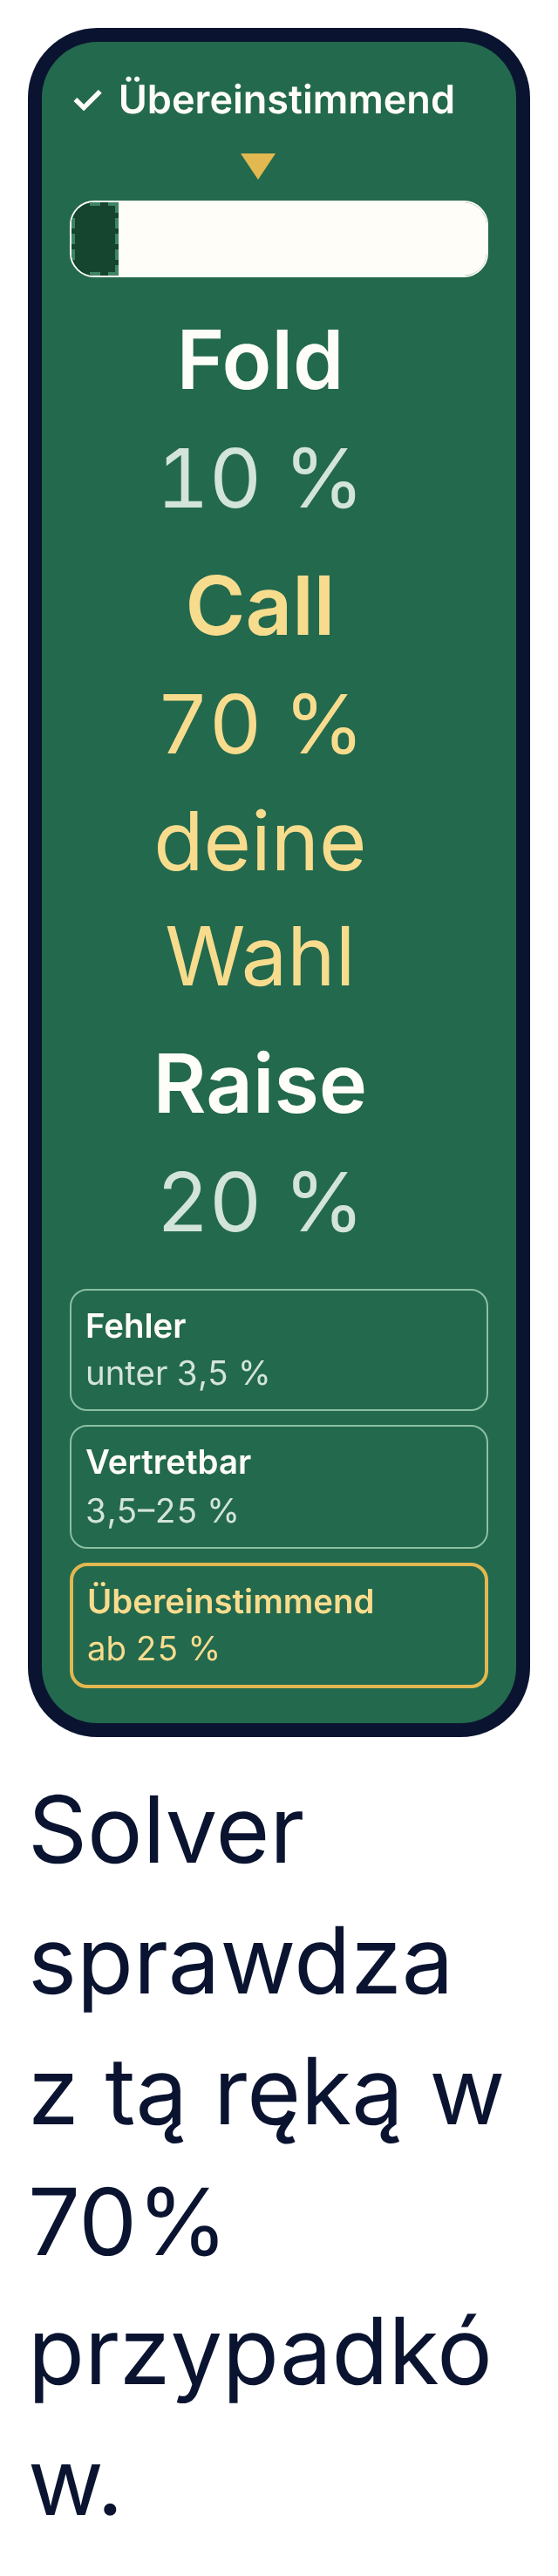 ✓ Übereinstimmend
Fold
10 %
Call
70 %
deine
Wahl
Raise
20 %
Fehler
unter 3,5 %
Vertretbar
3,5–25 %
Übereinstimmend
ab 25 %
Solver
sprawdza
z tą ręką w
70%
przypadkó
w.